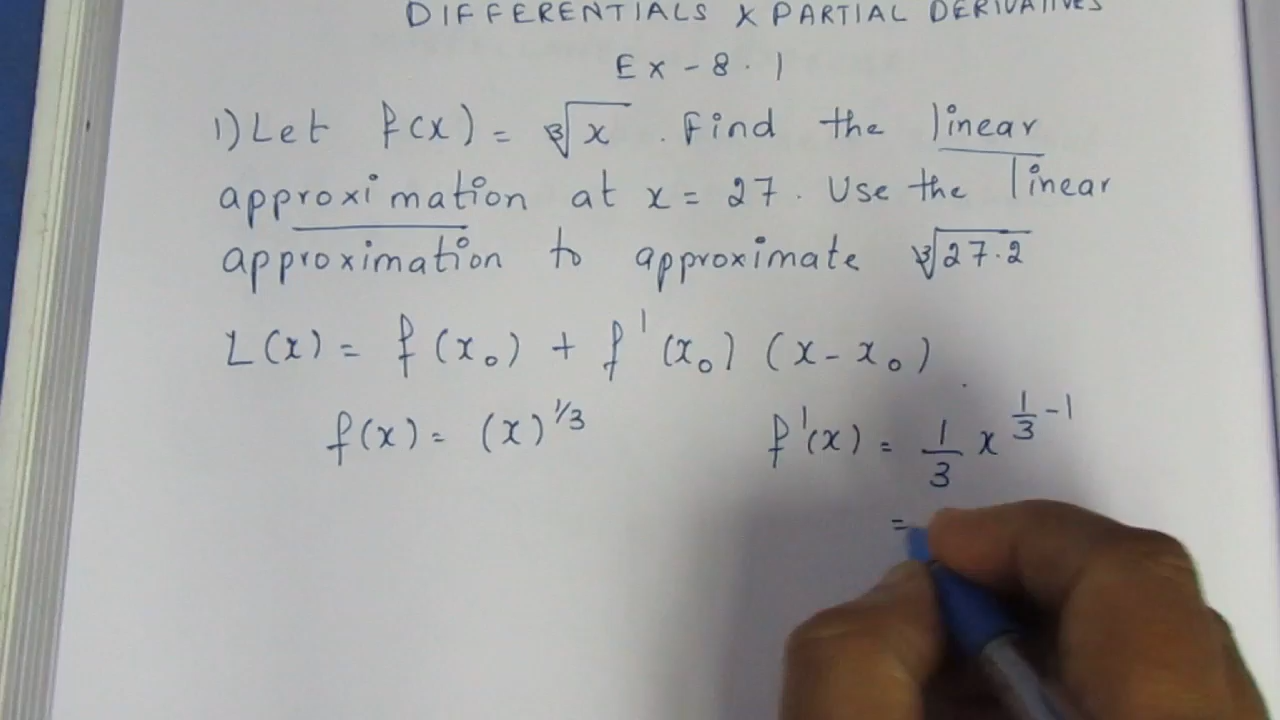 DIFFERENTIALS & PARTIAL DERIVATIVES
Ex - 8.1
1) Let f(x) = ∛x. Find the linear
approximation at x = 27. Use the linear
approximation to approximate ∛27.2
L(x) = f(x₀) + f'(x₀) (x - x₀)
f(x) = (x)^1/3 f'(x) = 1/3 x^1/3 - 1
=